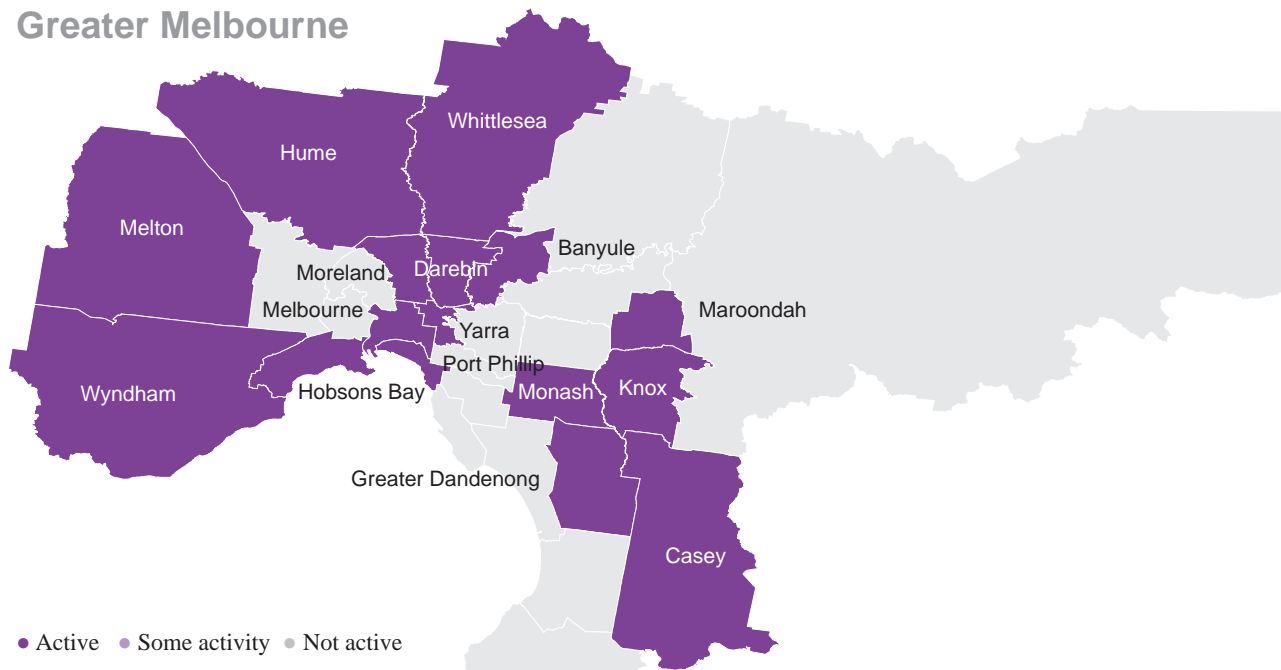 Greater Melbourne
Whittlesea
Hume
Melton
Banyule
Moreland
Darebin
Melbourne
Maroondah
Yarra
Port Phillip
Wyndham
Hobsons Bay
Monash
Knox
Greater Dandenong
Casey
Active
Some activity
Not active